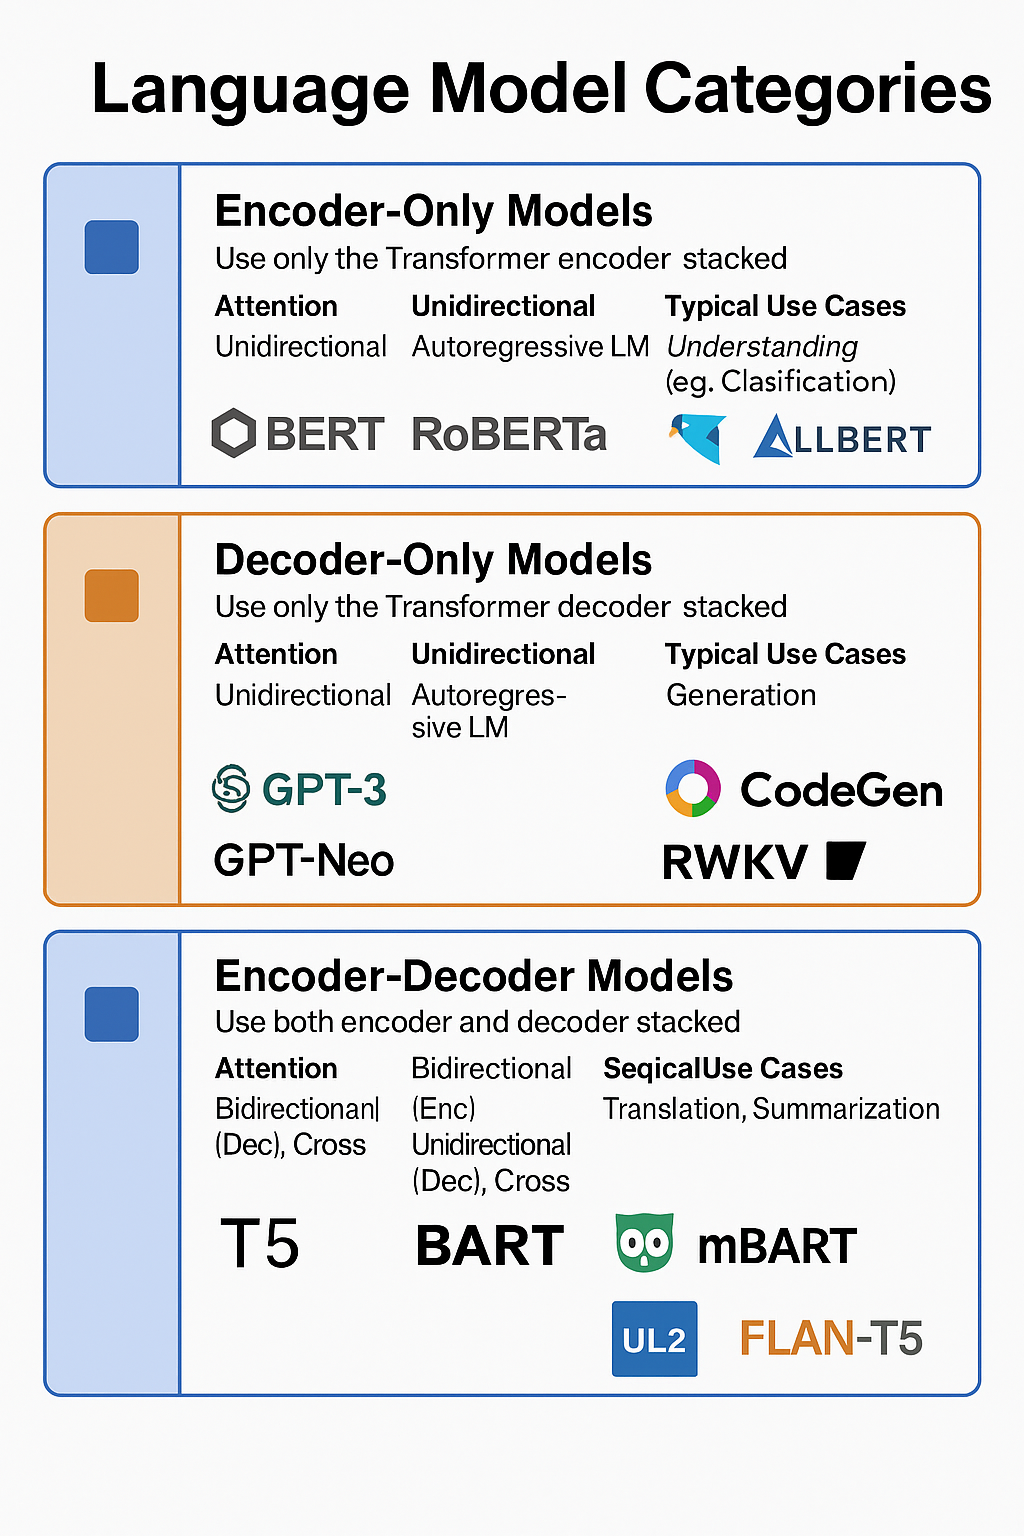 Language Model Categories
Encoder-Only Models
Use only the Transformer encoder stacked
Attention Unidirectional Typical Use Cases
Unidirectional Autoregressive LM Understanding
(eg. Clasification)
BERT RoBERTa ALLBERT
Decoder-Only Models
Use only the Transformer decoder stacked
Attention Unidirectional Typical Use Cases
Unidirectional Autoregres- Generation
sive LM
GPT-3 CodeGen
GPT-Neo RWKV
Encoder-Decoder Models
Use both encoder and decoder stacked
Attention Bidirectional SeqicalUse Cases
Bidirectionan| (Enc) Translation, Summarization
(Dec), Cross Unidirectional
(Dec), Cross
T5 BART mBART
UL2 FLAN-T5